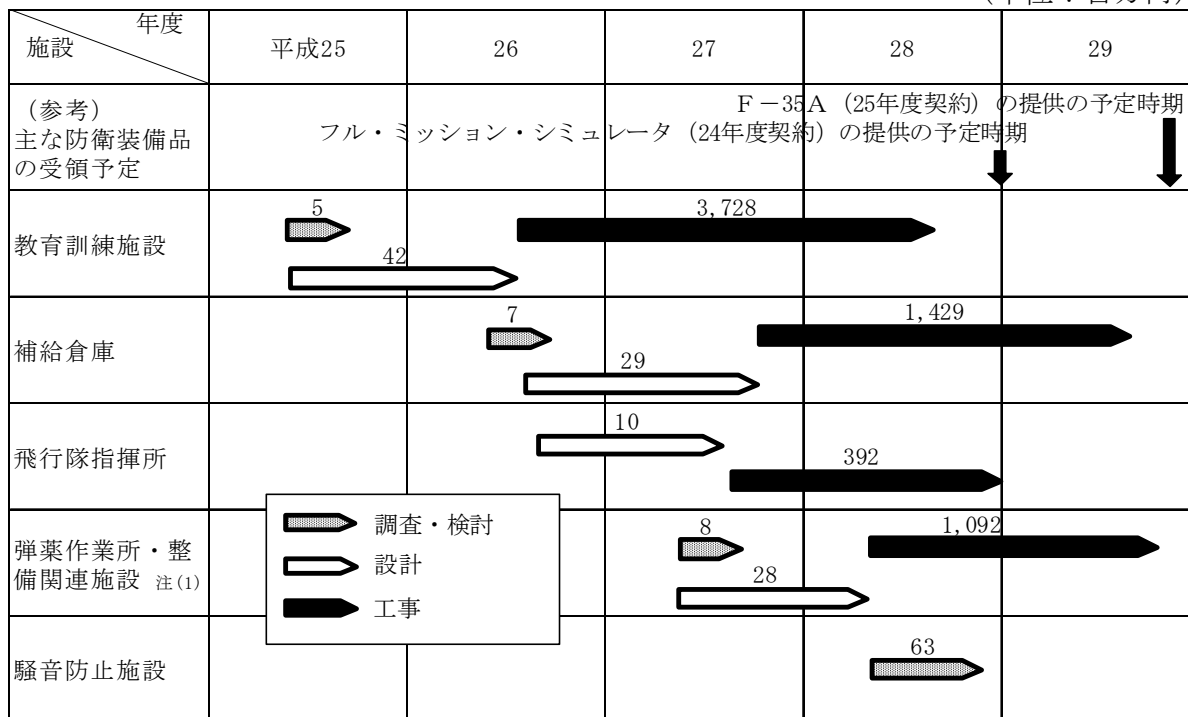 年度
施設
平成25
26
27
28
29
(参考)
主な防衛装備品
の受領予定
Ｆ－35Ａ (25年度契約) の提供の予定時期
フル・ミッション・シミュレータ (24年度契約) の提供の予定時期
教育訓練施設
5
3,728
42
補給倉庫
7
1,429
29
飛行隊指揮所
10
392
弾薬作業所・整
備関連施設 注(1)
8
1,092
28
調査・検討
設計
工事
騒音防止施設
63